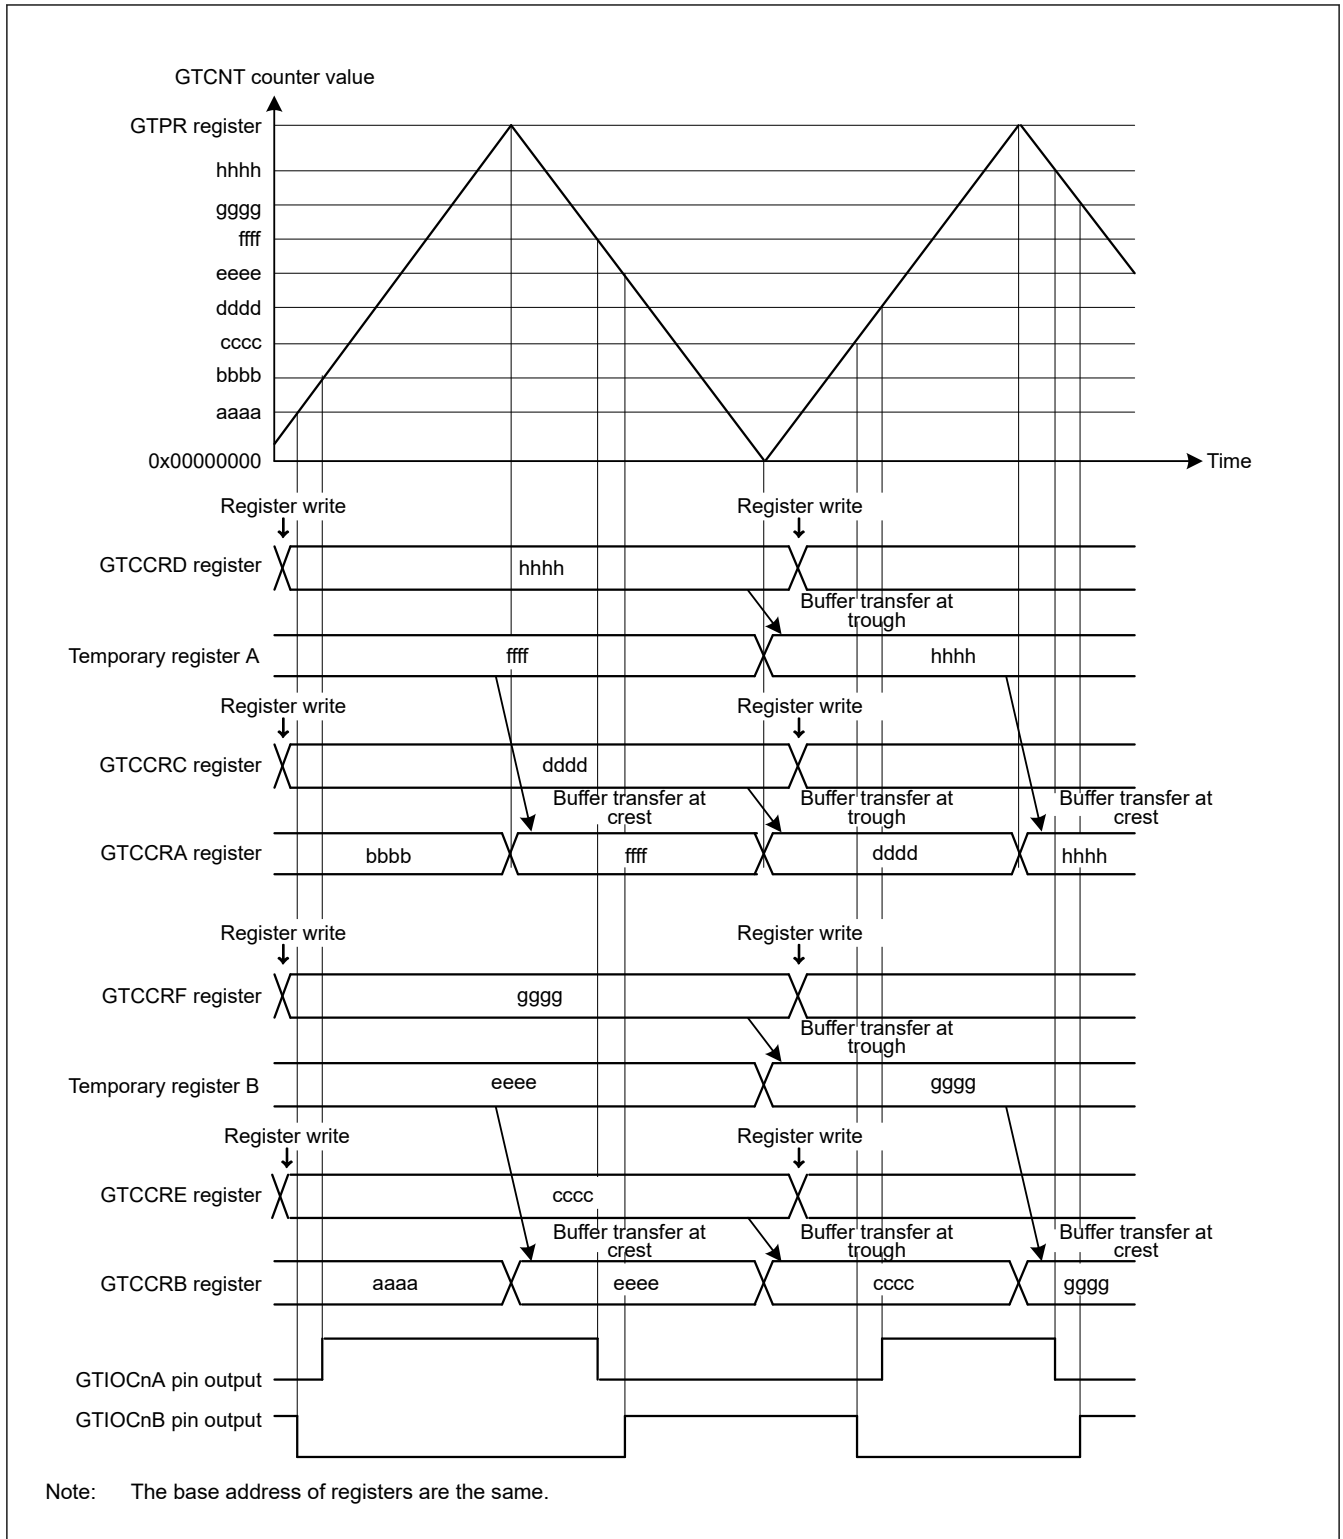 GTCNT counter value
GTPR register
hhhh
gggg
ffff
eeee
dddd
cccc
bbbb
aaaa
0x00000000
Time
Register write
Register write
GTCCRD register
hhhh
Buffer transfer at
trough
Temporary register A
ffff
hhhh
Register write
Register write
GTCCRC register
dddd
Buffer transfer at
crest
Buffer transfer at
trough
Buffer transfer at
crest
GTCCRA register
bbbb
ffff
dddd
hhhh
Register write
Register write
GTCCRF register
gggg
Buffer transfer at
trough
Temporary register B
eeee
gggg
Register write
Register write
GTCCRE register
cccc
Buffer transfer at
crest
Buffer transfer at
trough
Buffer transfer at
crest
GTCCRB register
aaaa
eeee
cccc
gggg
GTIOCnA pin output
GTIOCnB pin output
Note: The base address of registers are the same.